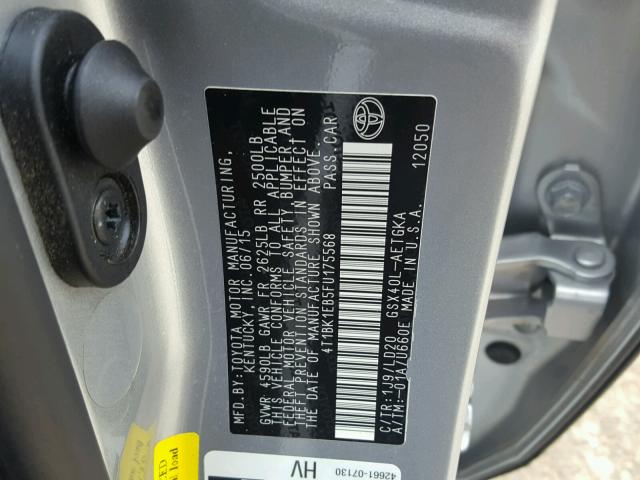 MFD.BY:TOYOTA MOTOR MANUFACTURING,
KENTUCKY, INC. 06/15
GVWR 4590LB GAWR FR 2625LB RR 2500LB
THIS VEHICLE CONFORMS TO ALL APPLICABLE
FEDERAL MOTOR VEHICLE SAFETY, BUMPER, AND
THEFT PREVENTION STANDARDS IN EFFECT ON
THE DATE OF MANUFACTURE SHOWN ABOVE.
4T1BK1EB5FU175568 PASS.CAR
C/TR:1J9/LD20 GSX40L-AETGKA
A/TM:-01A/U660E MADE IN U.S.A.
12050
HV
42661-07130
load